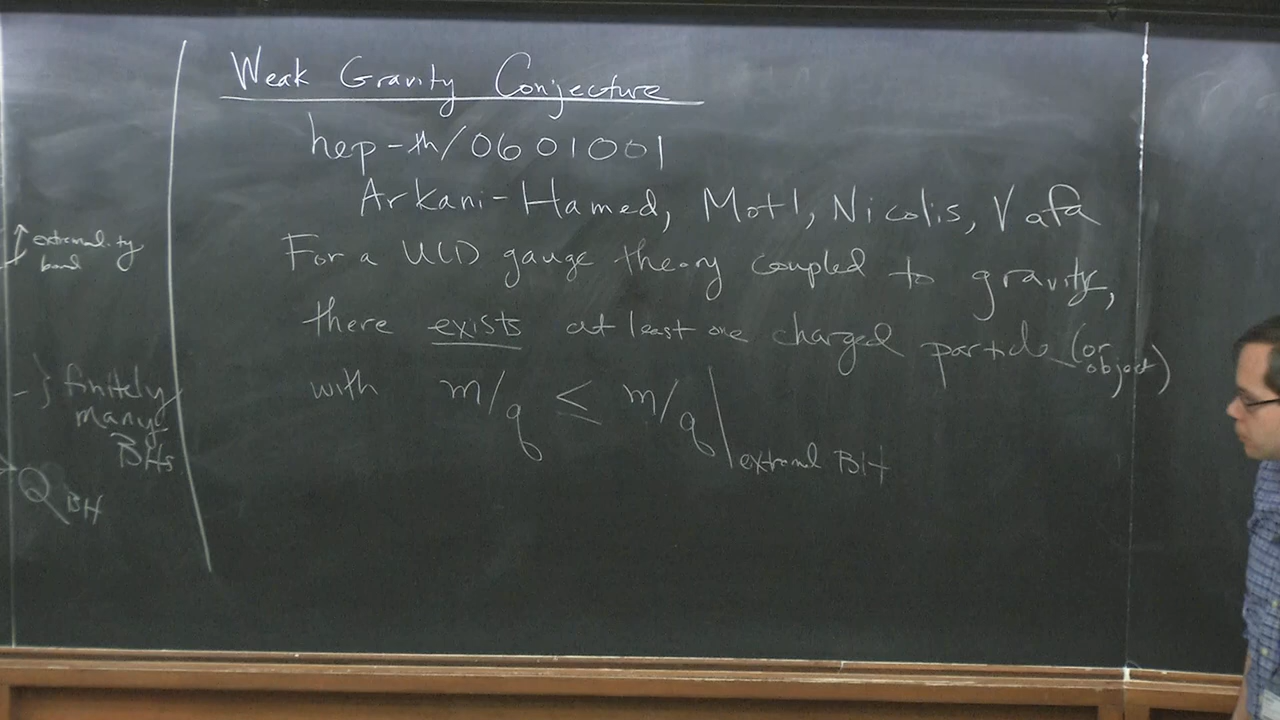 Weak Gravity Conjecture
hep-th/0601001
Arkani-Hamed, Motl, Nicolis, Vafa
For a U(1) gauge theory coupled to gravity,
there exists at least one charged particle (or object)
with m/q ≤ m/q|extremal BH
extremality
bound
} finitely
many
BHs
Q BH